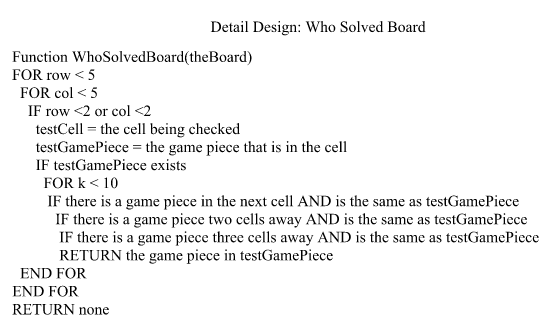 Detail Design: Who Solved Board
Function WhoSolvedBoard(theBoard)
FOR row < 5
FOR col < 5
IF row <2 or col <2
testCell = the cell being checked
testGamePiece = the game piece that is in the cell
IF testGamePiece exists
FOR k < 10
IF there is a game piece in the next cell AND is the same as testGamePiece
IF there is a game piece two cells away AND is the same as testGamePiece
IF there is a game piece three cells away AND is the same as testGamePiece
RETURN the game piece in testGamePiece
END FOR
END FOR
RETURN none